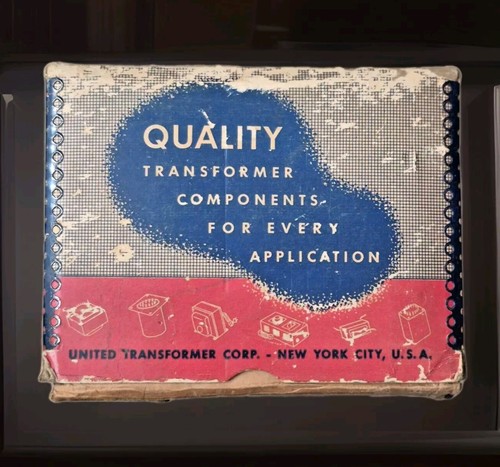 QUALITY
TRANSFORMER
COMPONENTS
FOR EVERY
APPLICATION
UNITED TRANSFORMER CORP. - NEW YORK CITY, U.S.A.